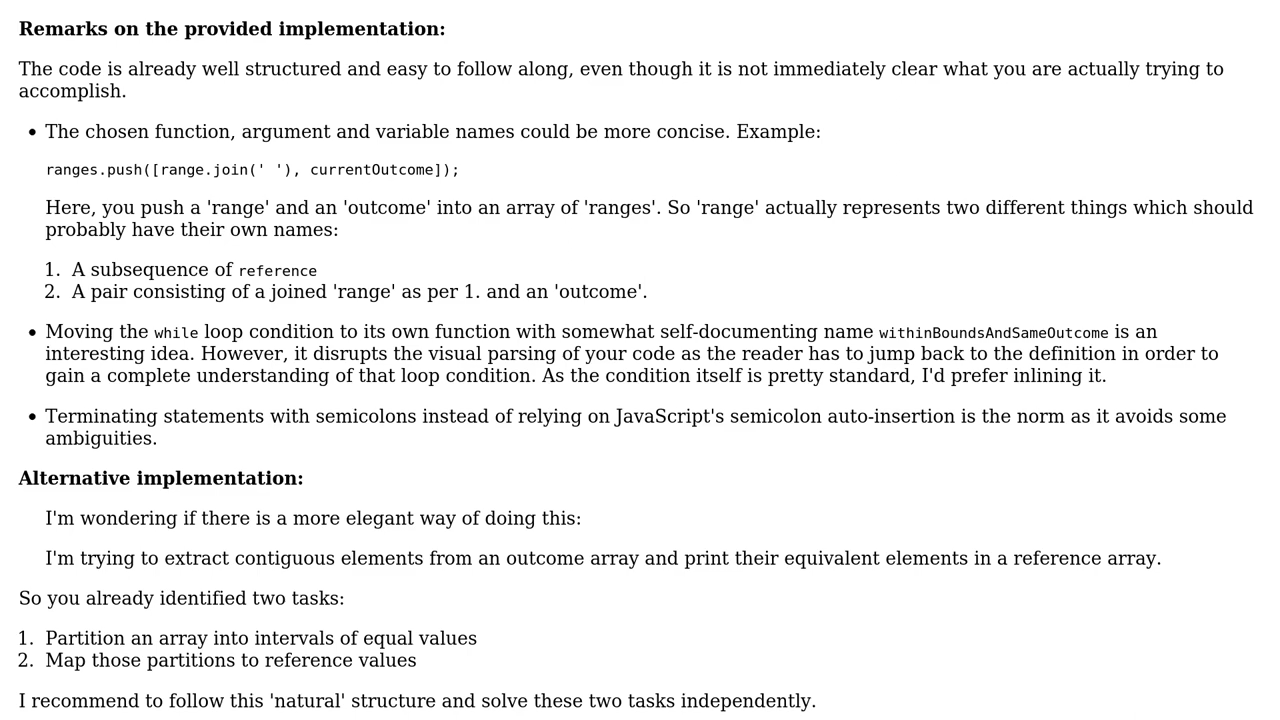 Remarks on the provided implementation:
The code is already well structured and easy to follow along, even though it is not immediately clear what you are actually trying to
accomplish.
• The chosen function, argument and variable names could be more concise. Example:
ranges.push([range.join(' '), currentOutcome]);
Here, you push a 'range' and an 'outcome' into an array of 'ranges'. So 'range' actually represents two different things which should
probably have their own names:
1. A subsequence of reference
2. A pair consisting of a joined 'range' as per 1. and an 'outcome'.
• Moving the while loop condition to its own function with somewhat self-documenting name withinBoundsAndSameOutcome is an
interesting idea. However, it disrupts the visual parsing of your code as the reader has to jump back to the definition in order to
gain a complete understanding of that loop condition. As the condition itself is pretty standard, I'd prefer inlining it.
• Terminating statements with semicolons instead of relying on JavaScript's semicolon auto-insertion is the norm as it avoids some
ambiguities.
Alternative implementation:
I'm wondering if there is a more elegant way of doing this:
I'm trying to extract contiguous elements from an outcome array and print their equivalent elements in a reference array.
So you already identified two tasks:
1. Partition an array into intervals of equal values
2. Map those partitions to reference values
I recommend to follow this 'natural' structure and solve these two tasks independently.